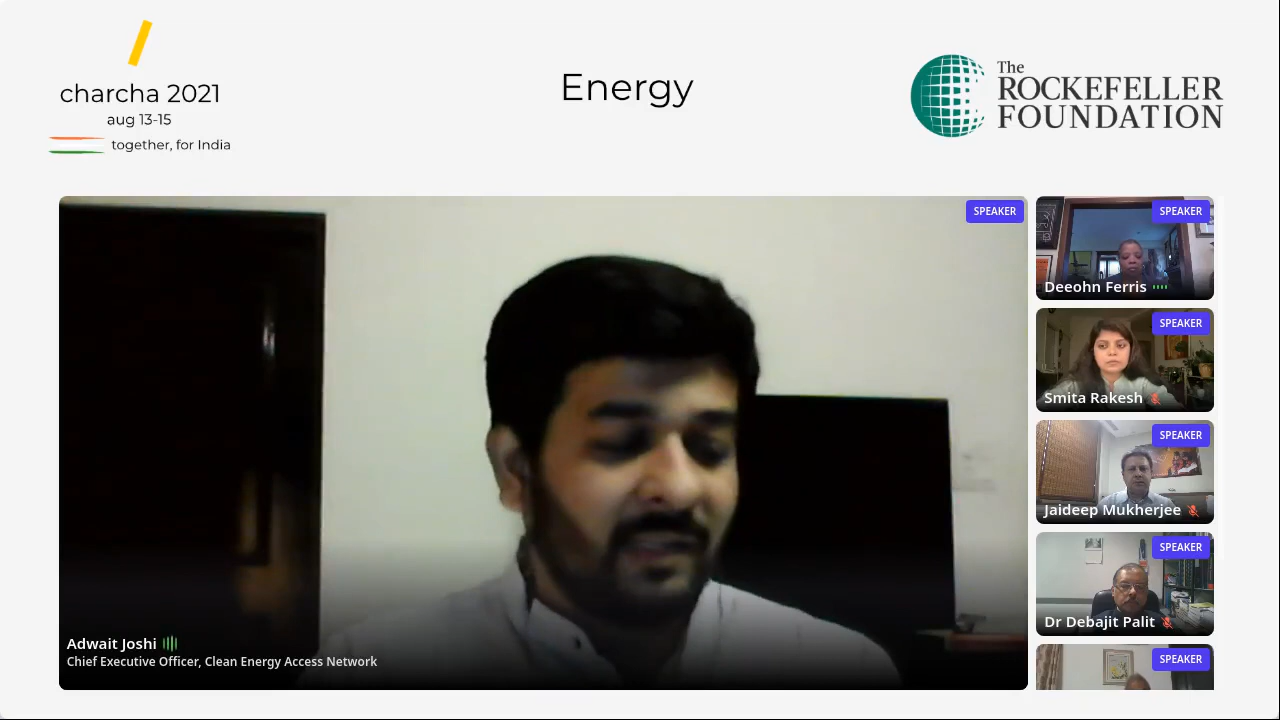 charcha 2021
aug 13-15
together, for India
Energy
The
ROCKEFELLER
FOUNDATION
SPEAKER
Adwait Joshi
Chief Executive Officer, Clean Energy Access Network
SPEAKER
Deeohn Ferris
SPEAKER
Smita Rakesh
SPEAKER
Jaideep Mukherjee
SPEAKER
Dr Debajit Palit
SPEAKER